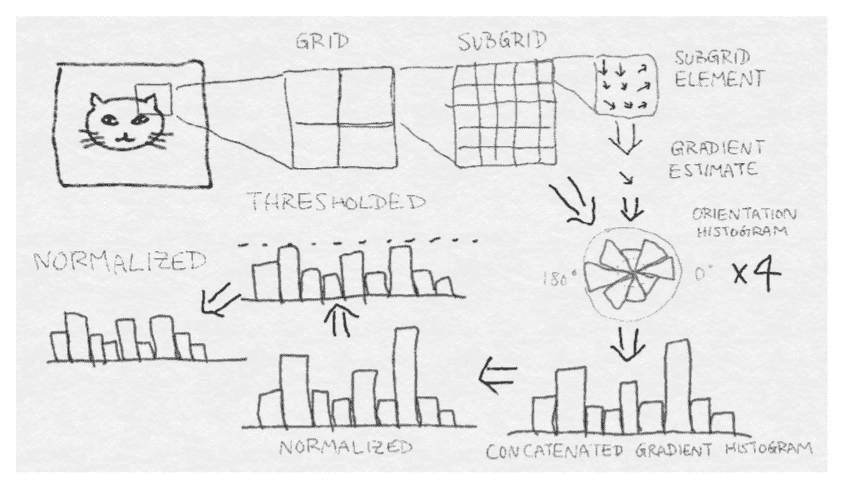 GRID
SUBGRID
SUBGRID
ELEMENT
GRADIENT
ESTIMATE
THRESHOLDED
ORIENTATION
HISTOGRAM
NORMALIZED
180°
0°
x4
NORMALIZED
CONCATENATED GRADIENT HISTOGRAM